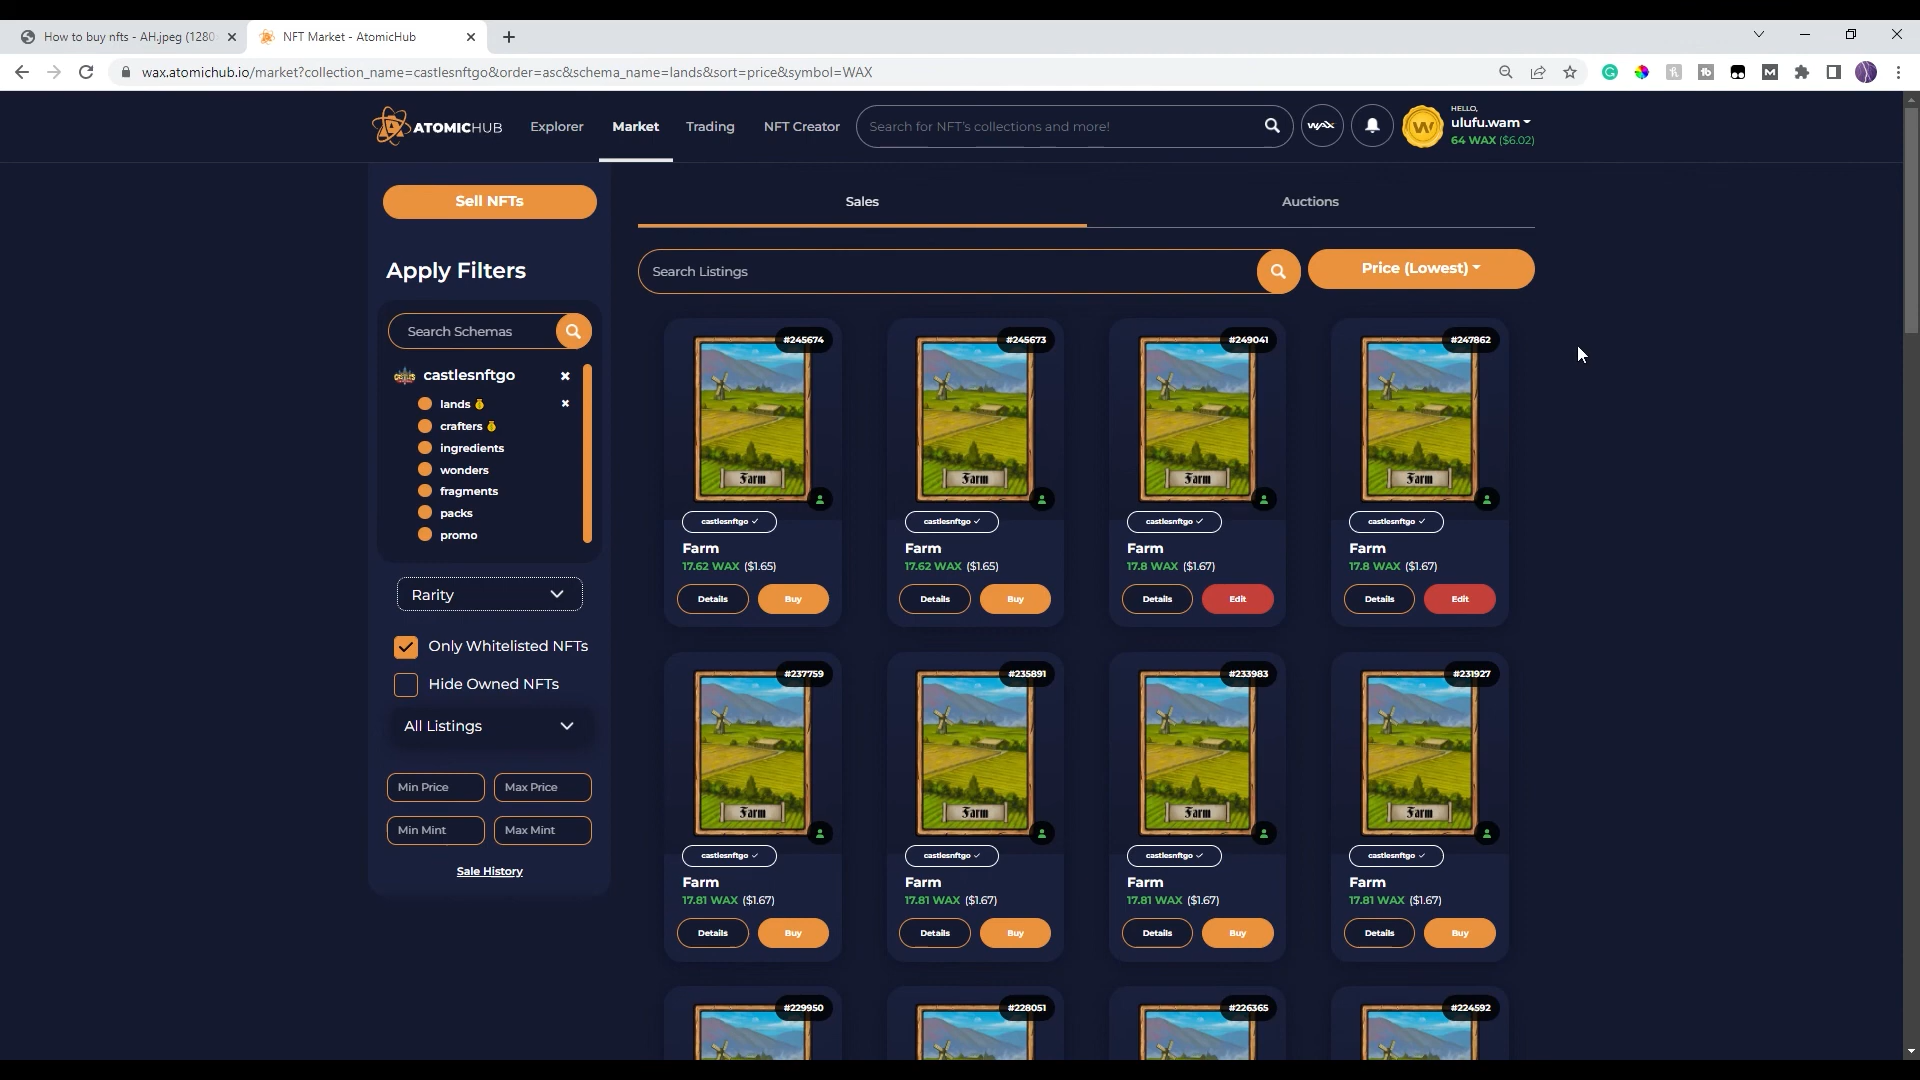 How to buy nfts - AH.jpeg (1280
NFT Market - AtomicHub
wax.atomichub.io/market?collection_name=castlesnftgo&order=asc&schema_name=lands&sort=price&symbol=WAX
ATOMICHUB
Explorer
Market
Trading
NFT Creator
Search for NFT's collections and more!
WAX
HELLO,
ulufu.wam
64 WAX ($6.02)
Sell NFTs
Sales
Auctions
Apply Filters
Search Listings
Price (Lowest)
Search Schemas
castlesnftgo
lands
crafters
ingredients
wonders
fragments
packs
promo
Rarity
Only Whitelisted NFTs
Hide Owned NFTs
All Listings
Min Price
Max Price
Min Mint
Max Mint
Sale History
#245674
#245673
#249041
#247862
Farm
Farm
Farm
Farm
castlesnftgo
castlesnftgo
castlesnftgo
castlesnftgo
Farm
Farm
Farm
Farm
17.62 WAX ($1.65)
17.62 WAX ($1.65)
17.8 WAX ($1.67)
17.8 WAX ($1.67)
Details
Buy
Details
Buy
Details
Edit
Details
Edit
#237759
#235891
#233983
#231927
Farm
Farm
Farm
Farm
castlesnftgo
castlesnftgo
castlesnftgo
castlesnftgo
Farm
Farm
Farm
Farm
17.81 WAX ($1.67)
17.81 WAX ($1.67)
17.81 WAX ($1.67)
17.81 WAX ($1.67)
Details
Buy
Details
Buy
Details
Buy
Details
Buy
#229950
#228051
#226365
#224592